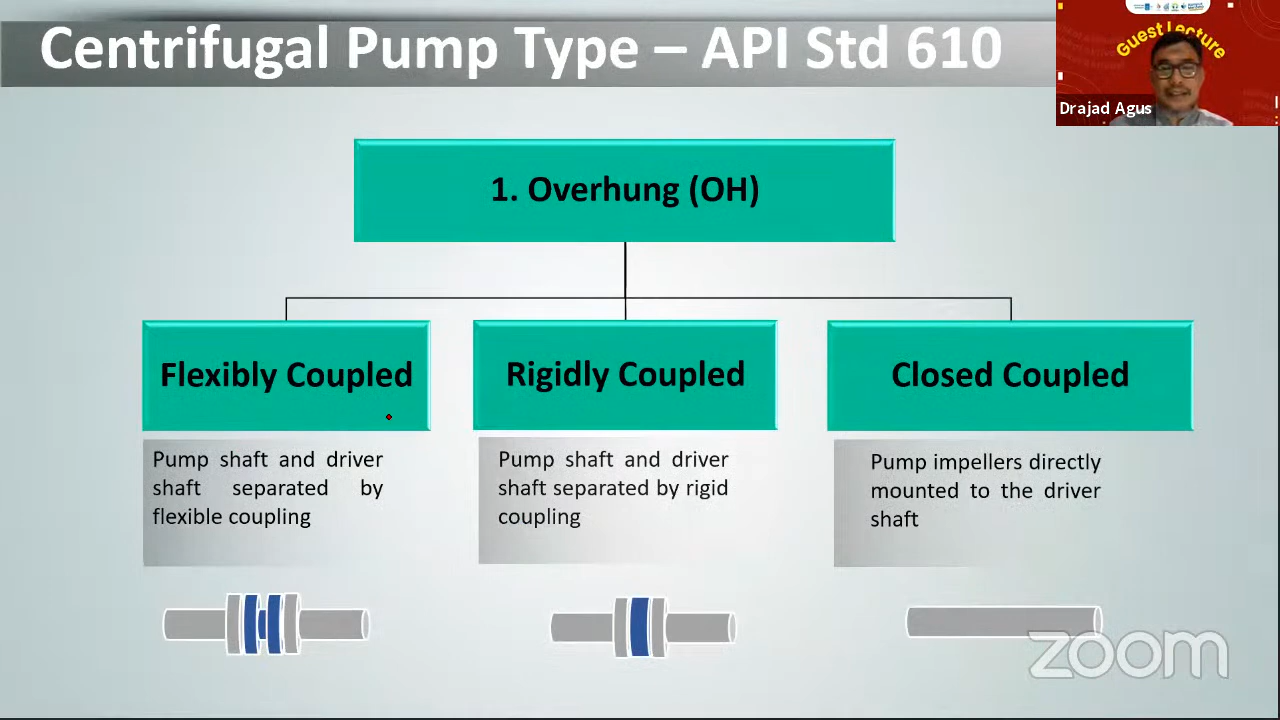 Centrifugal Pump Type – API Std 610
Guest Lecture
Drajad Agus
1. Overhung (OH)
Flexibly Coupled
Rigidly Coupled
Closed Coupled
Pump shaft and driver
shaft separated by
flexible coupling
Pump shaft and driver
shaft separated by rigid
coupling
Pump impellers directly
mounted to the driver
shaft
zoom